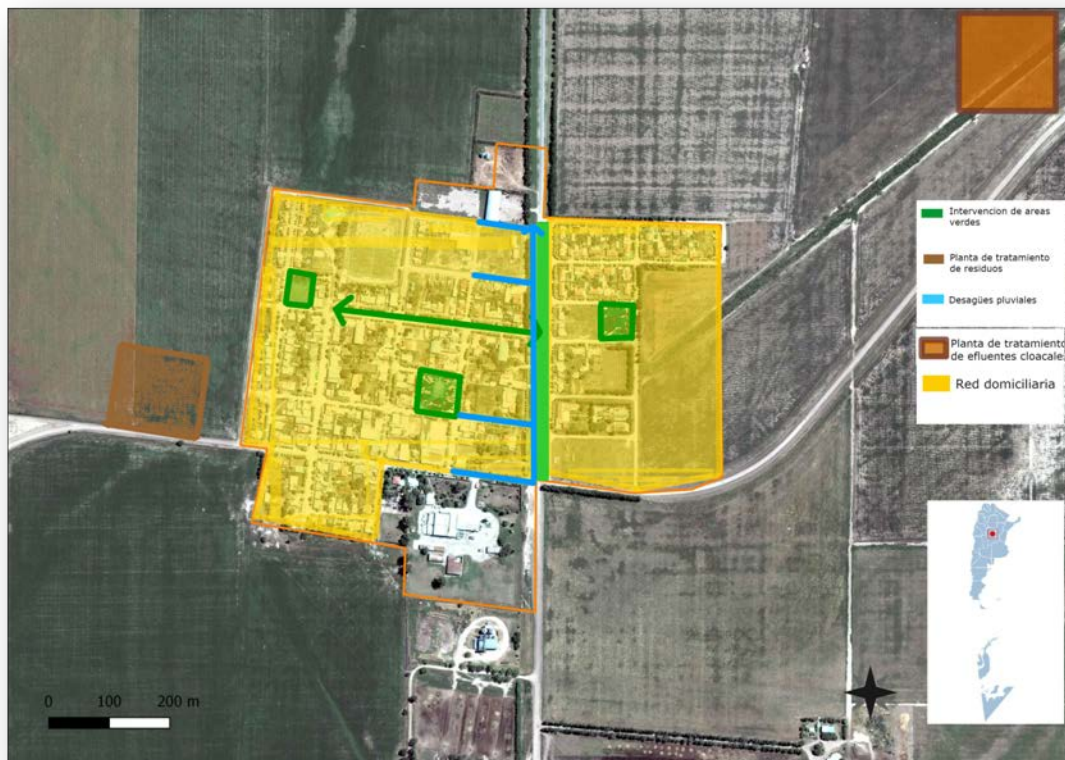 Intervencion de areas
verdes
Planta de tratamiento
de residuos
Desagües pluviales
Planta de tratamiento
de efluentes cloacale
Red domiciliaria
0 100 200 m